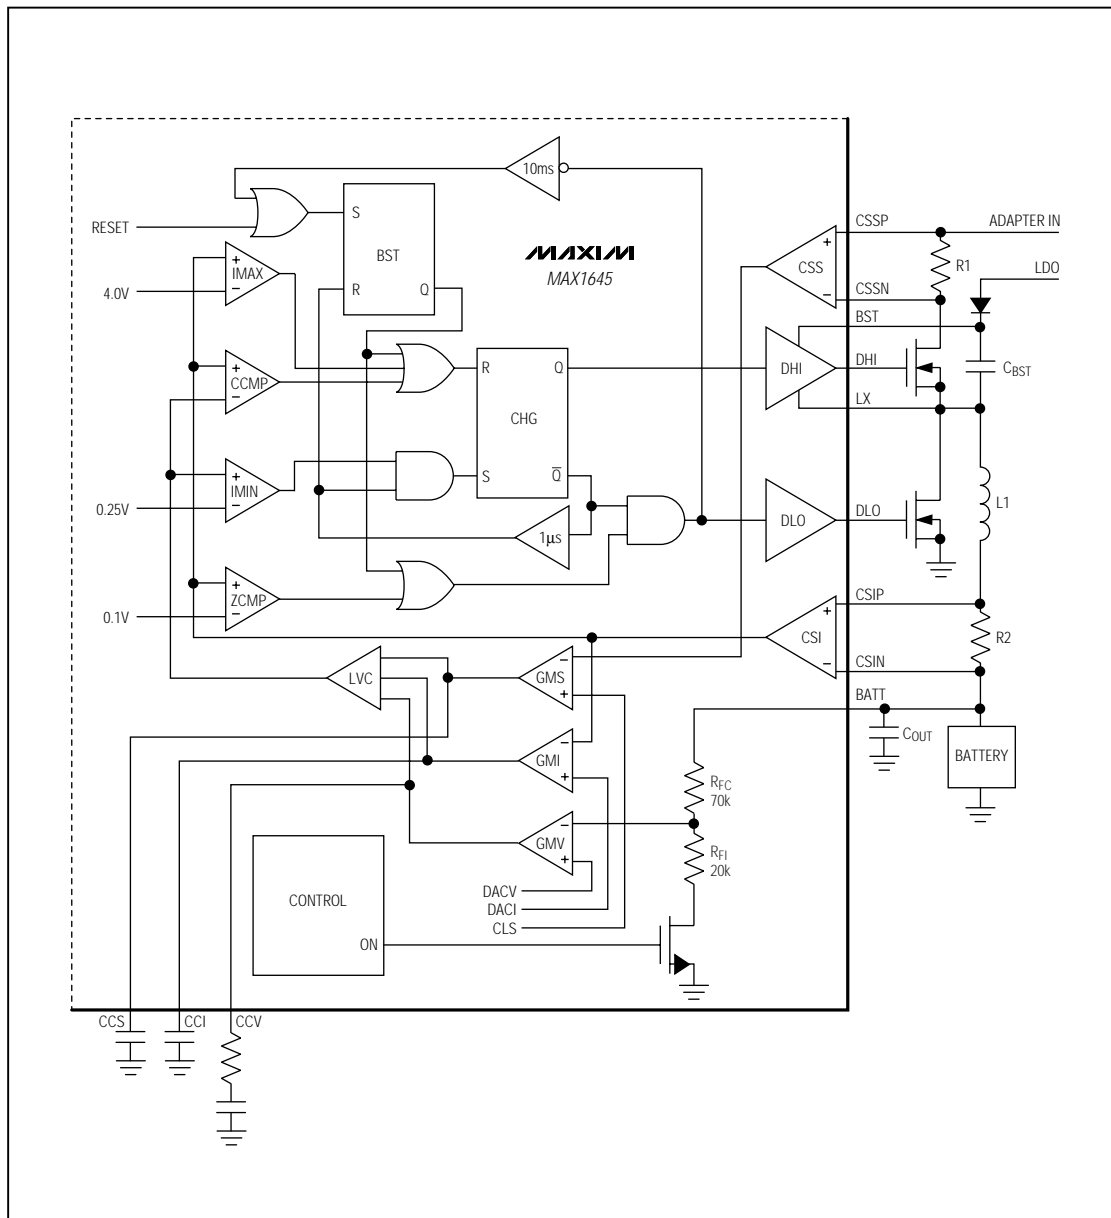 10ms
RESET
S
BST
R
Q
MAXIM
MAX1645
CSSP
ADAPTER IN
+
CSS
−
R1
LDO
CSSN
BST
+
IMAX
−
4.0V
DHI
DHI
C_BST
LX
+
CCMP
−
R
Q
CHG
S
Q̅
+
IMIN
−
0.25V
1µs
DLO
DLO
L1
+
ZCMP
−
0.1V
CSIP
+
CSI
−
R2
CSIN
LVC
−
GMS
+
BATT
C_OUT
BATTERY
−
GMI
+
R_FC
70k
−
GMV
+
R_FI
20k
DACV
DACI
CLS
CONTROL
ON
CCS
CCI
CCV